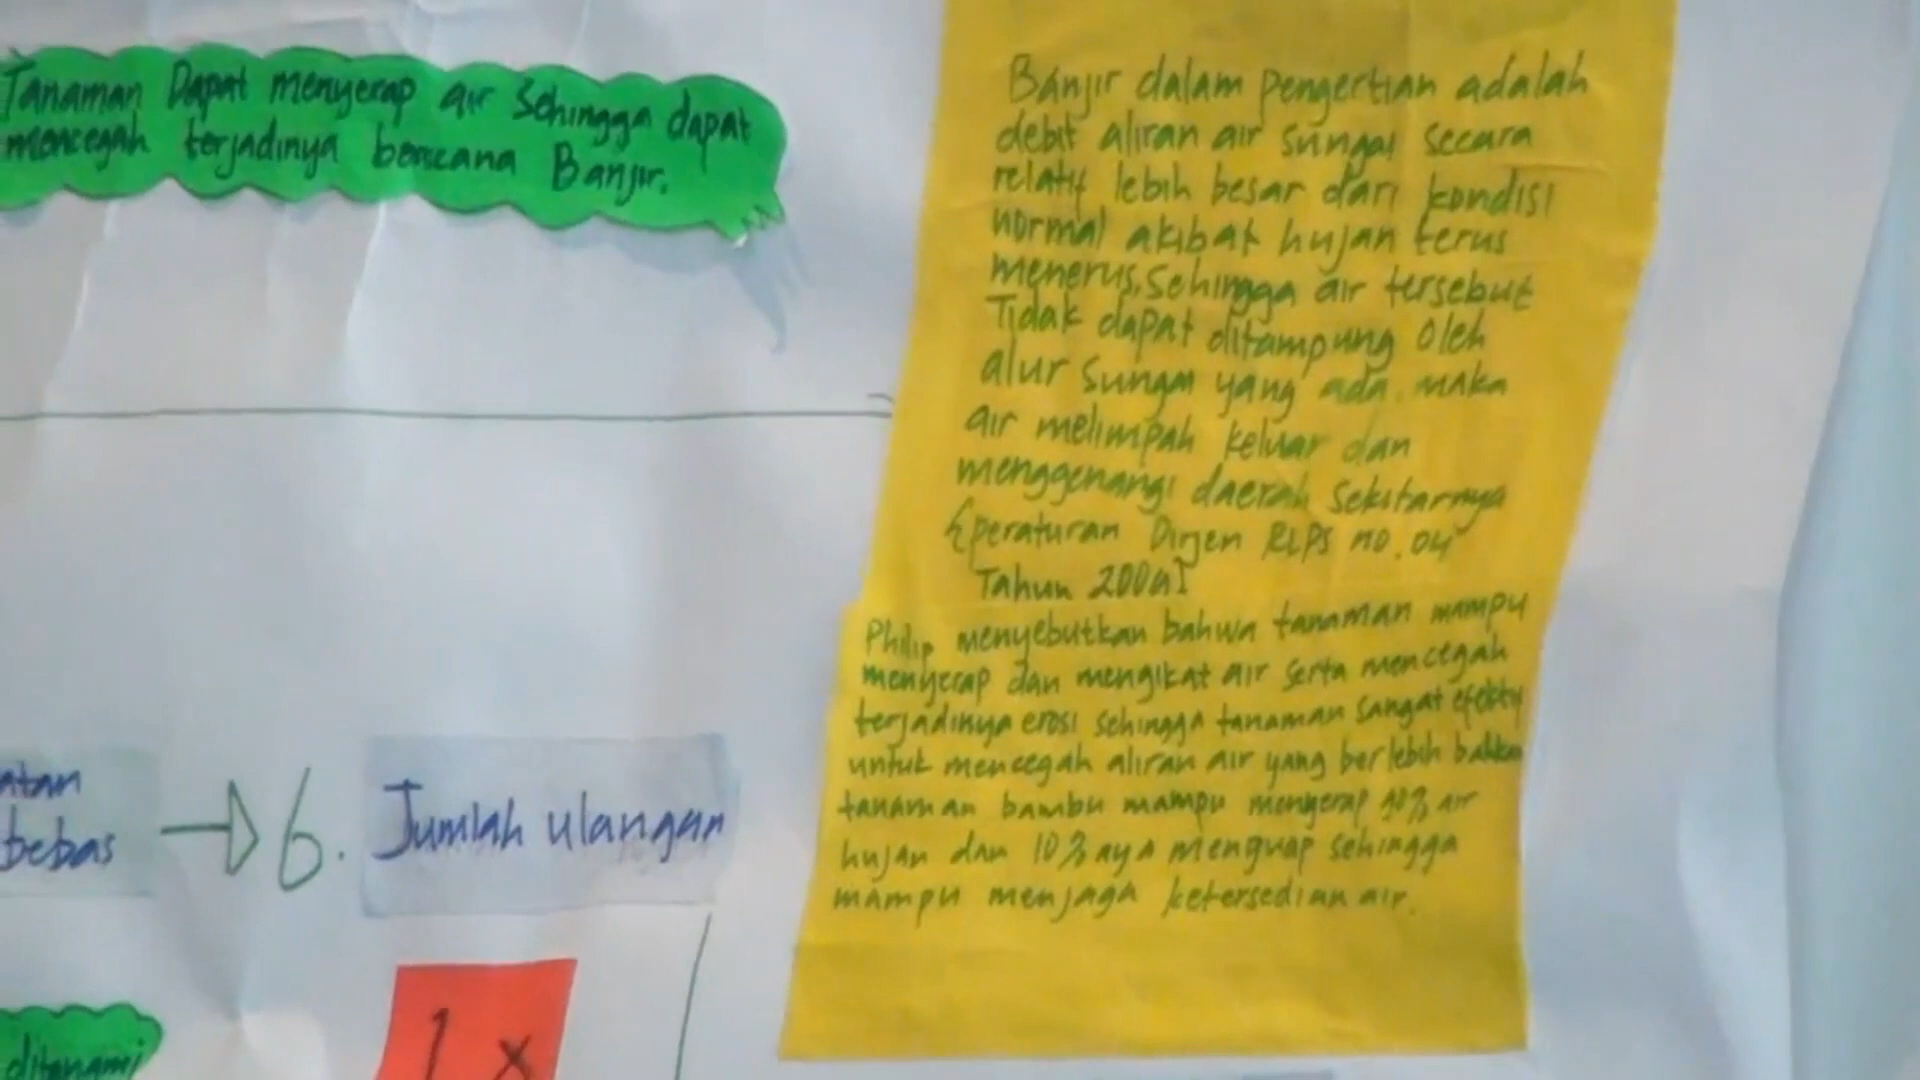 Tanaman Dapat menyerap air Sehingga dapat
mencegah terjadinya bencana Banjir.
Banjir dalam pengertian adalah
debit aliran air sungai secara
relatif lebih besar dari kondisi
normal akibat hujan terus
menerus, Sehingga air tersebut
Tidak dapat ditampung oleh
alur sungai yang ada, maka
air melimpah keluar dan
menggenangi daerah sekitarnya
{peraturan Dirjen RLPS no. 04
Tahun
Philip menyebutkan bahwa tanaman mampu
menyerap dan mengikat air serta mencegah
terjadinya erosi sehingga tanaman sangat efektif
untuk mencegah aliran air yang berlebih bahkan
tanaman bambu mampu menyerap 90% air
hujan dan 10% menguap sehingga
mampu menjaga ketersedian air.
atan
bebas
6. Jumlah ulangan
ditanami
1 x